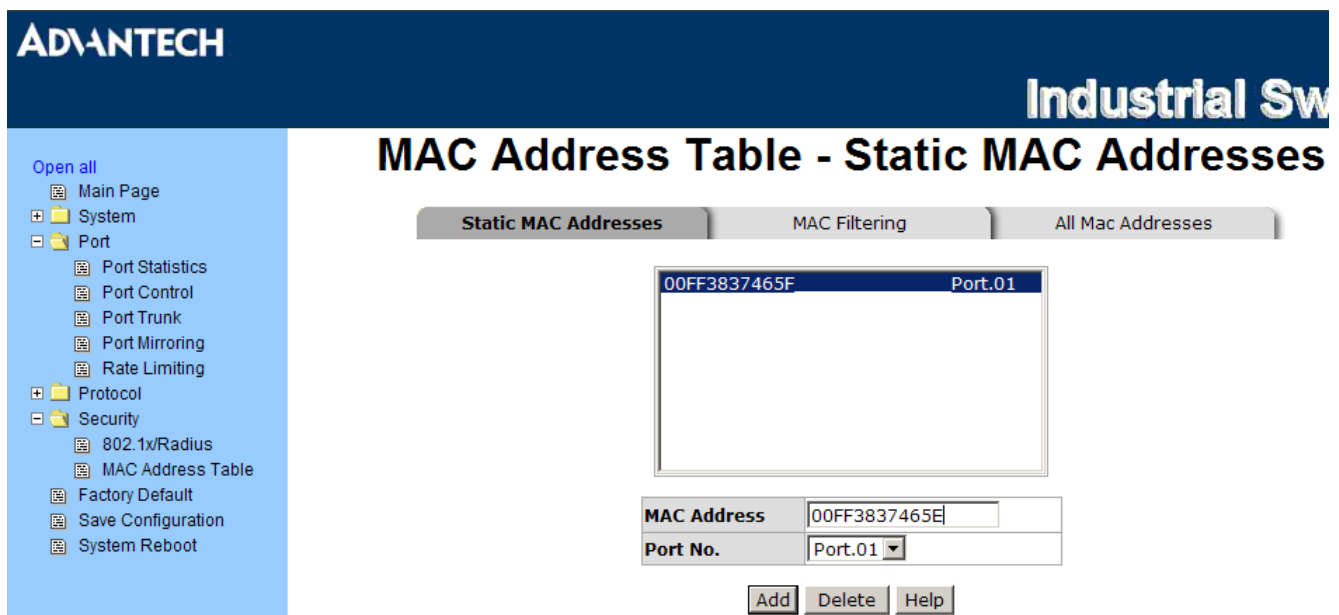 ADVANTECH
Industrial Sw
MAC Address Table - Static MAC Addresses
Open all
Main Page
System
Port
Port Statistics
Port Control
Port Trunk
Port Mirroring
Rate Limiting
Protocol
Security
802.1x/Radius
MAC Address Table
Factory Default
Save Configuration
System Reboot
Static MAC Addresses MAC Filtering All Mac Addresses
00FF3837465F Port.01
MAC Address 00FF3837465E
Port No. Port.01
Add Delete Help